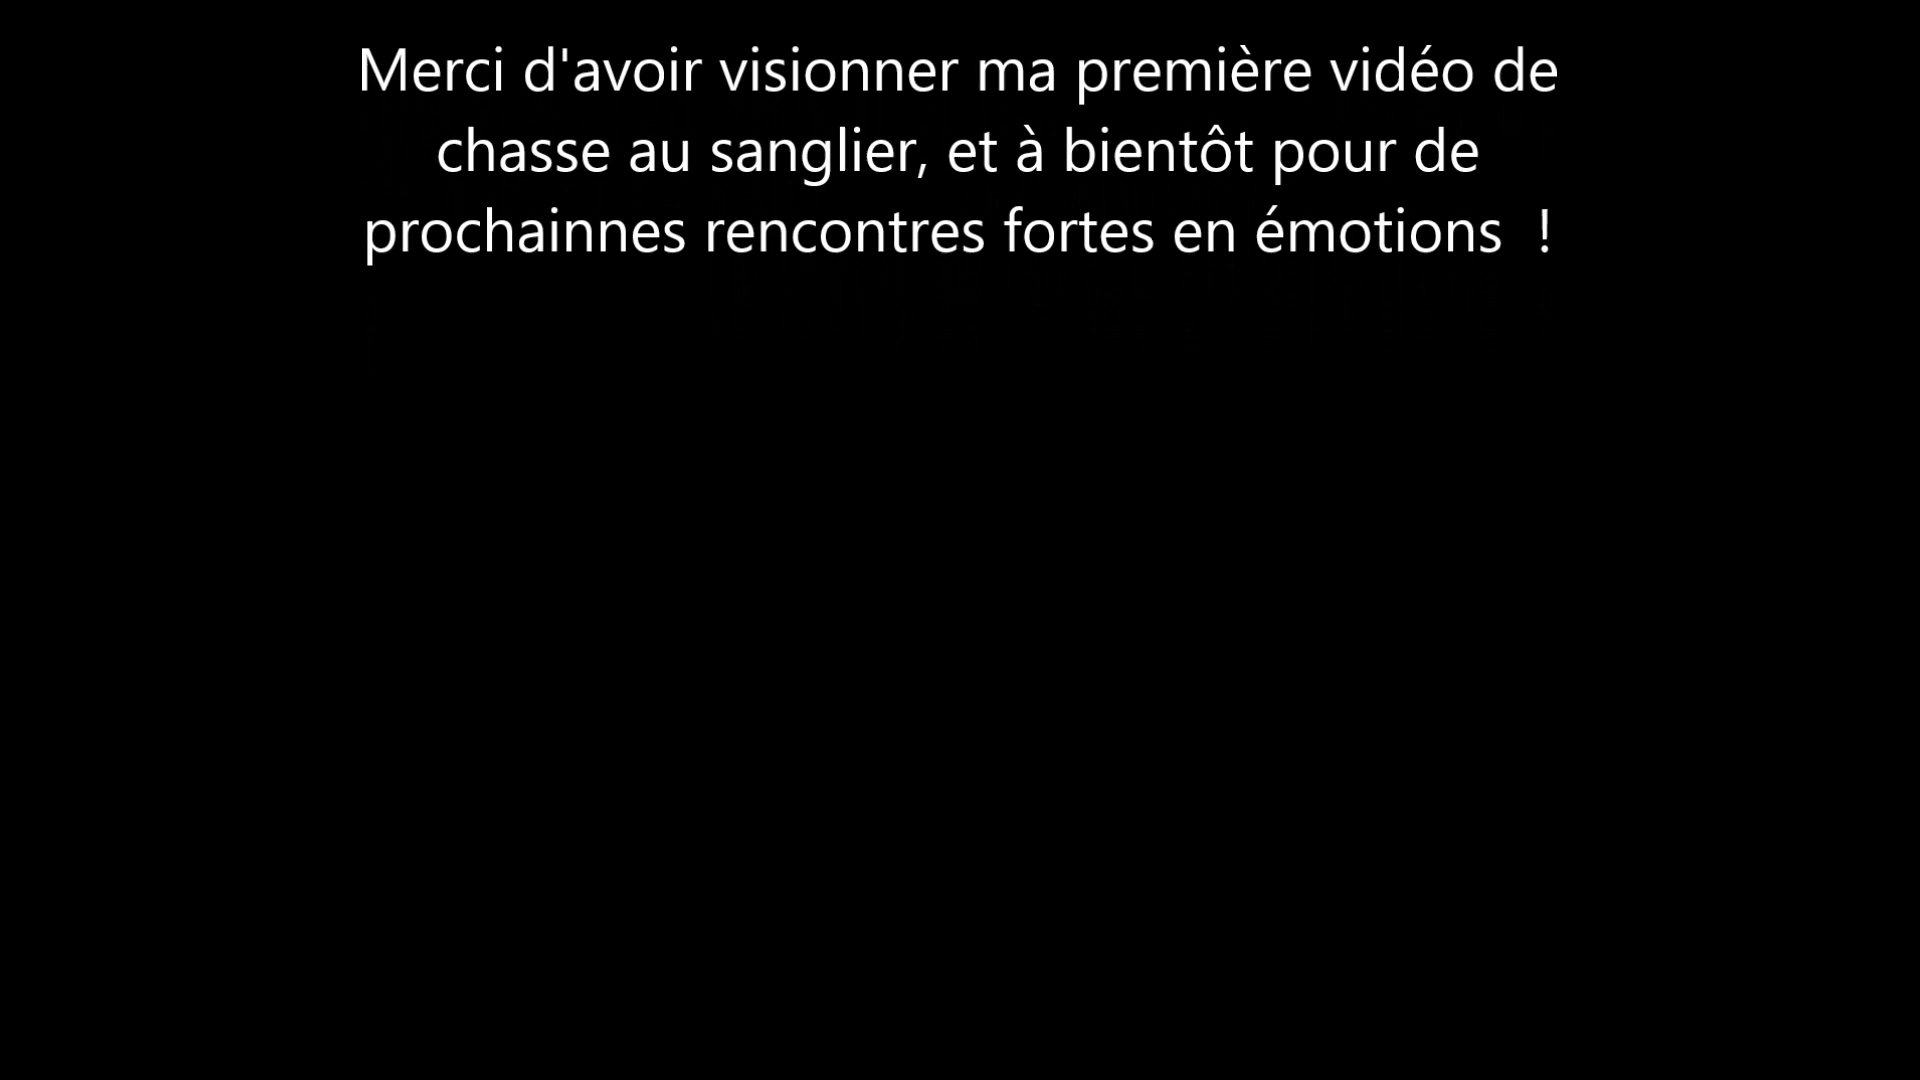 Merci d'avoir visionner ma première vidéo de
chasse au sanglier, et à bientôt pour de
prochainnes rencontres fortes en émotions  !